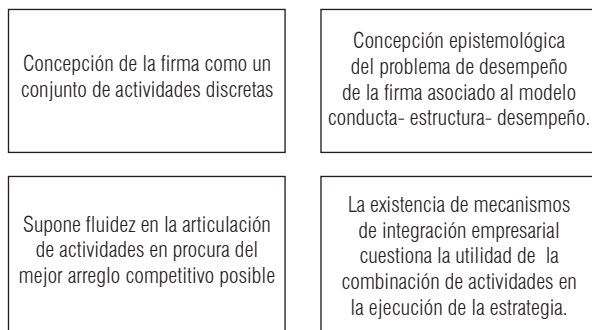 Concepción de la firma como un
conjunto de actividades discretas
Concepción epistemológica
del problema de desempeño
de la firma asociado al modelo
conducta- estructura- desempeño.
Supone fluidez en la articulación
de actividades en procura del
mejor arreglo competitivo posible
La existencia de mecanismos
de integración empresarial
cuestiona la utilidad de la
combinación de actividades en
la ejecución de la estrategia.